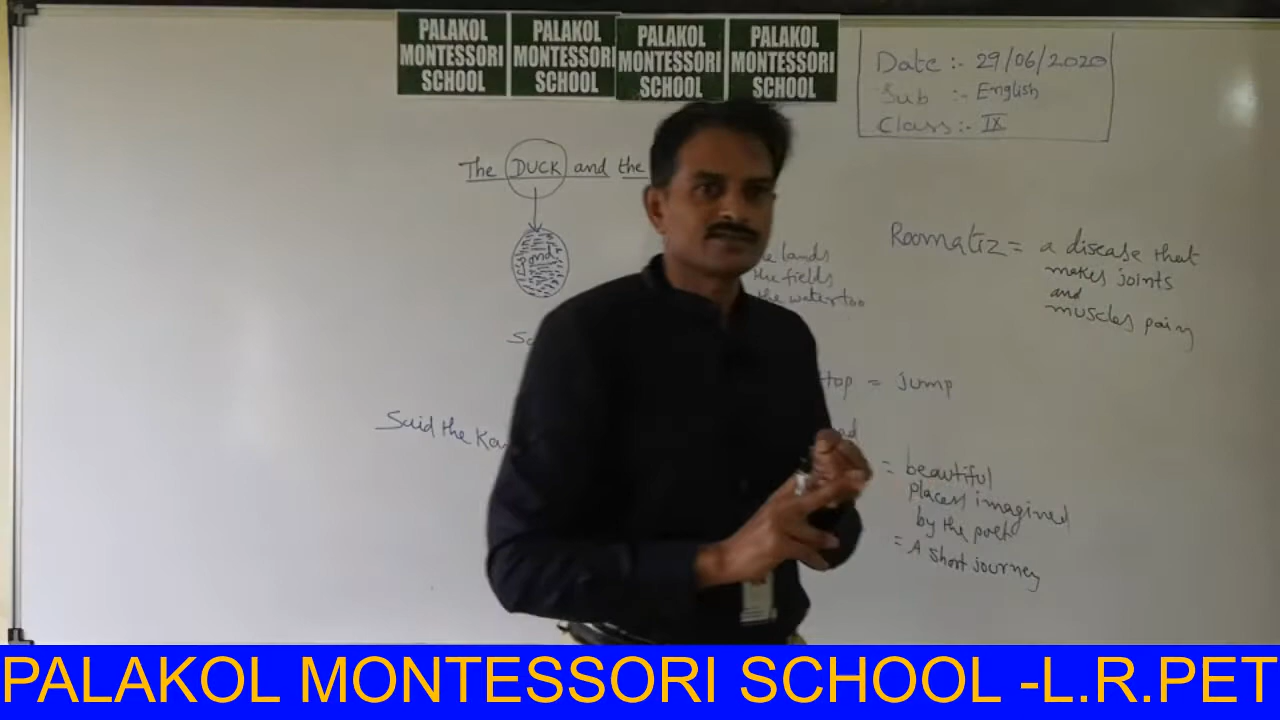 PALAKOL MONTESSORI SCHOOL
PALAKOL MONTESSORI SCHOOL
PALAKOL MONTESSORI SCHOOL
PALAKOL MONTESSORI SCHOOL
Date :- 29/06/2020
Sub :- English
Class :- IX
The DUCK and the
lands
the fields
the water too
Roomatiz = a disease that
makes joints
and
muscles pain
Hop = jump
Said the
= beautiful
places imagined
by the poet
= A short journey
PALAKOL MONTESSORI SCHOOL -L.R.PET